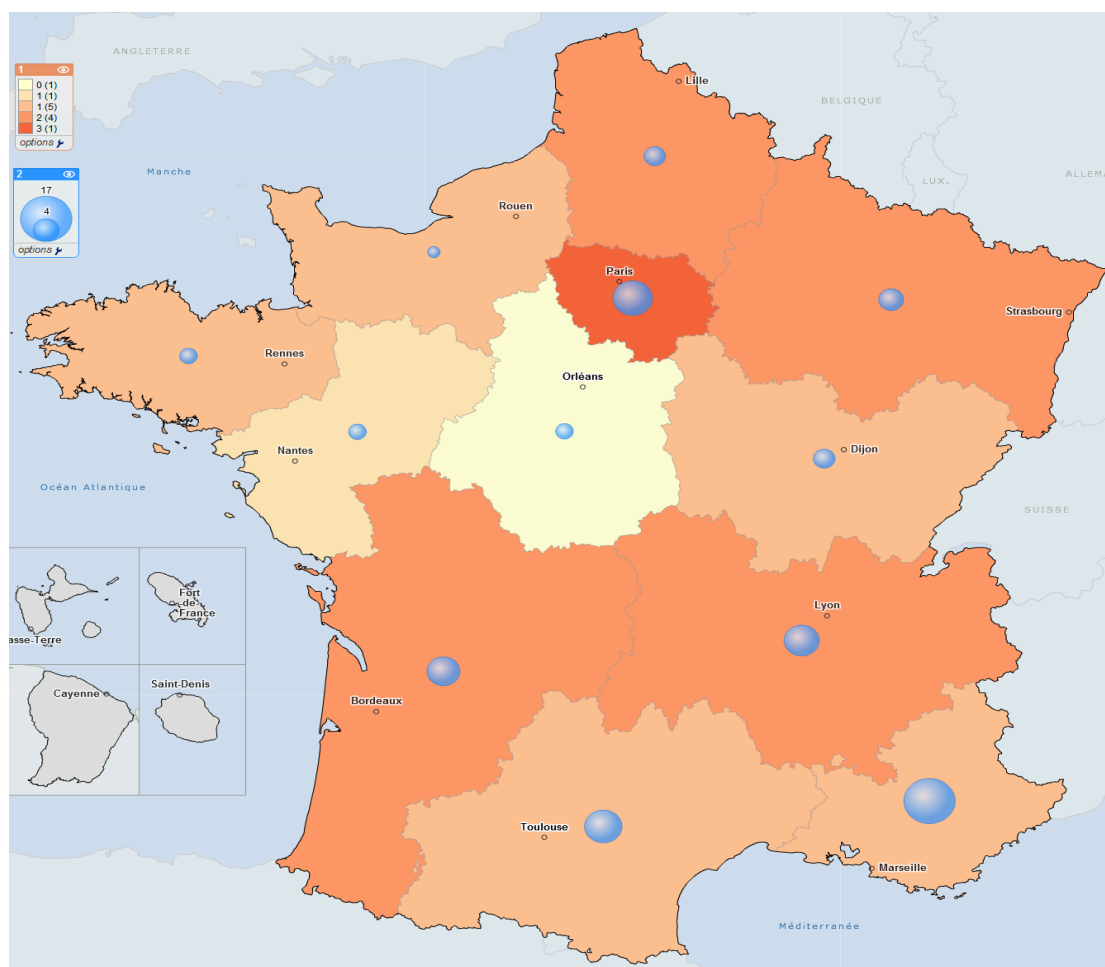 ANGLETERRE
1
0 (1)
1 (1)
1 (5)
2 (4)
3 (1)
options
Lille
BELGIQUE
Manche
LUX.
ALLEMA
2
17
4
options
Rouen
Paris
Strasbourg
Rennes
Orléans
Nantes
Dijon
Océan Atlantique
SUISSE
Fort
-de-
France
asse-Terre
Lyon
Cayenne
Saint-Denis
Bordeaux
Toulouse
Marseille
Méditerranée